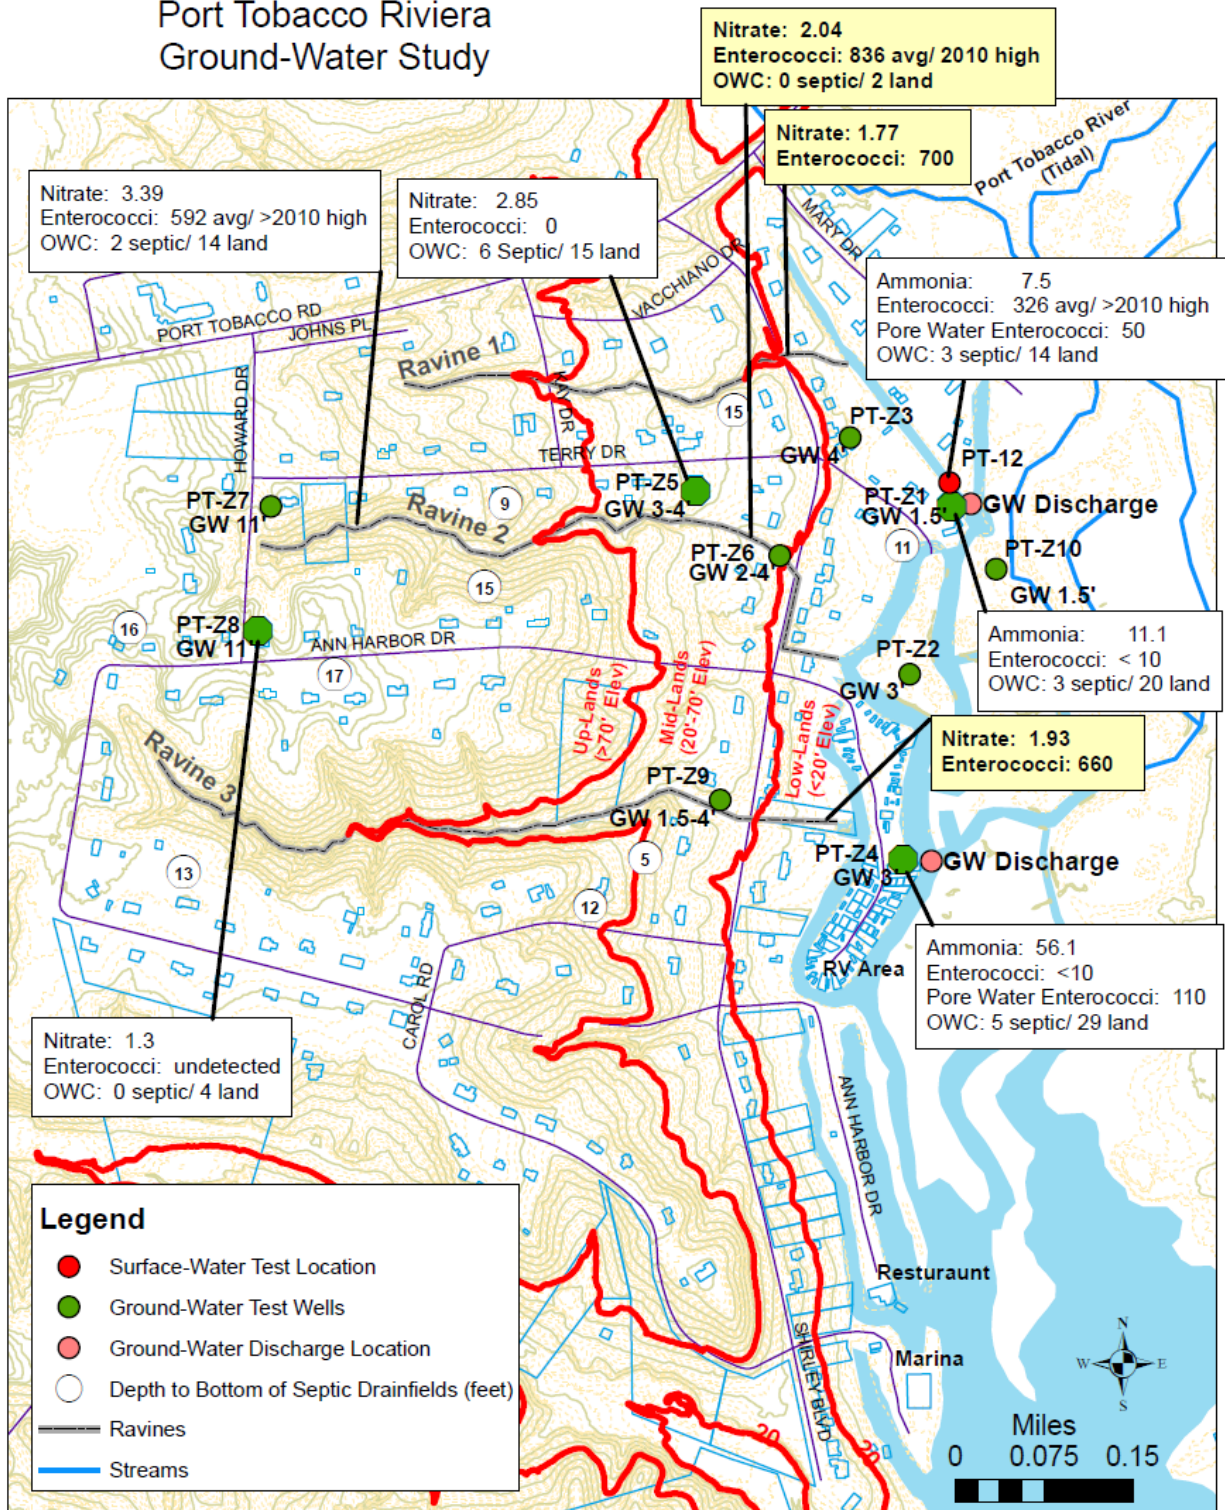 Port Tobacco Riviera
Ground-Water Study
Nitrate: 2.04
Enterococci: 836 avg/ 2010 high
OWC: 0 septic/ 2 land
Nitrate: 1.77
Enterococci: 700
Port Tobacco River
(Tidal)
Nitrate: 3.39
Enterococci: 592 avg/ >2010 high
OWC: 2 septic/ 14 land
Nitrate: 2.85
Enterococci: 0
OWC: 6 Septic/ 15 land
MARY DR
VACCHIANO DR
Ammonia: 7.5
Enterococci: 326 avg/ >2010 high
Pore Water Enterococci: 50
OWC: 3 septic/ 14 land
PORT TOBACCO RD
JOHNS PL
Ravine 1
KAY DR
HOWARD DR
15
PT-Z3
GW 4'
TERRY DR
PT-12
PT-Z5
GW 3-4'
PT-Z7
GW 11'
9
Ravine 2
PT-Z1
GW 1.5'
GW Discharge
11
PT-Z6
GW 2-4'
PT-Z10
GW 1.5'
15
16
PT-Z8
GW 11'
ANN HARBOR DR
17
Ammonia: 11.1
Enterococci: < 10
OWC: 3 septic/ 20 land
PT-Z2
GW 3'
Up-Lands
(>70' Elev)
Mid-Lands
(20'-70' Elev)
Low-Lands
(<20' Elev)
Nitrate: 1.93
Enterococci: 660
Ravine 3
PT-Z9
GW 1.5-4'
5
PT-Z4
GW 3'
GW Discharge
13
12
RV Area
Ammonia: 56.1
Enterococci: <10
Pore Water Enterococci: 110
OWC: 5 septic/ 29 land
CAROL RD
Nitrate: 1.3
Enterococci: undetected
OWC: 0 septic/ 4 land
ANN HARBOR DR
Legend
Surface-Water Test Location
Ground-Water Test Wells
Ground-Water Discharge Location
Depth to Bottom of Septic Drainfields (feet)
Ravines
Streams
Resturaunt
Marina
SHIRLEY BLVD
20
20
N
W
E
S
Miles
0 0.075 0.15